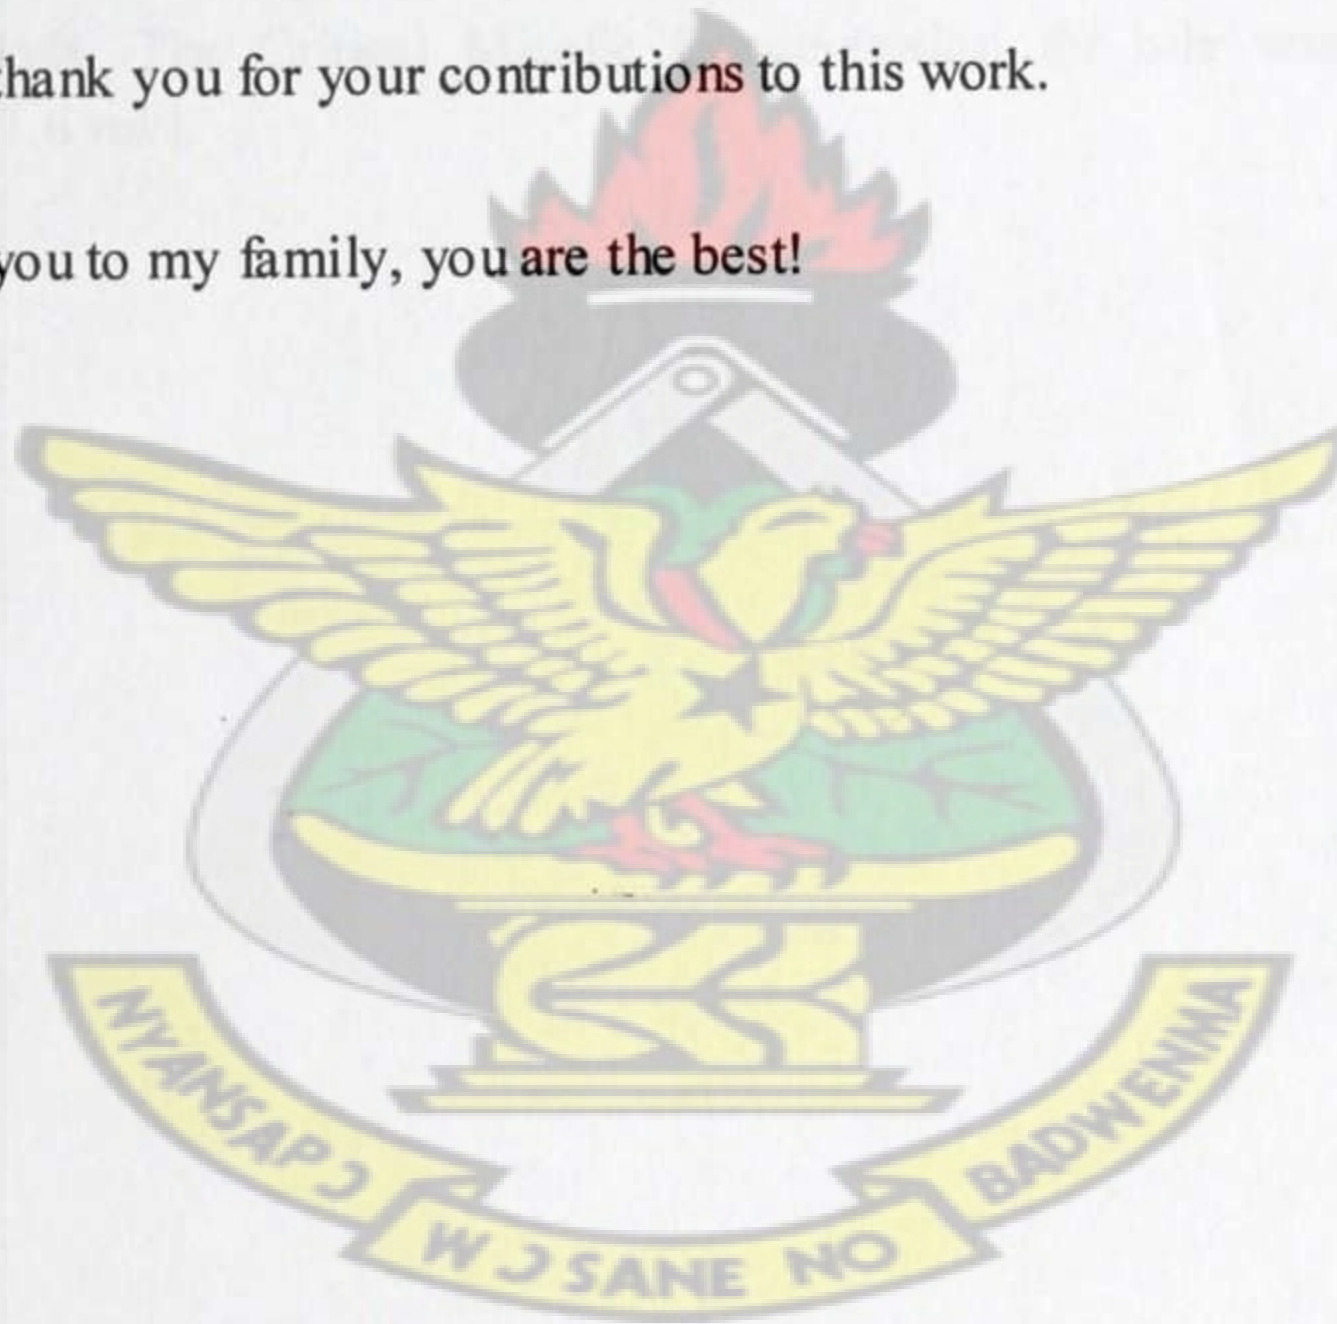 thank you for your contributions to this work.
you to my family, you are the best!
NYANSAPƆ
WƆSANE NO
BADWENMA